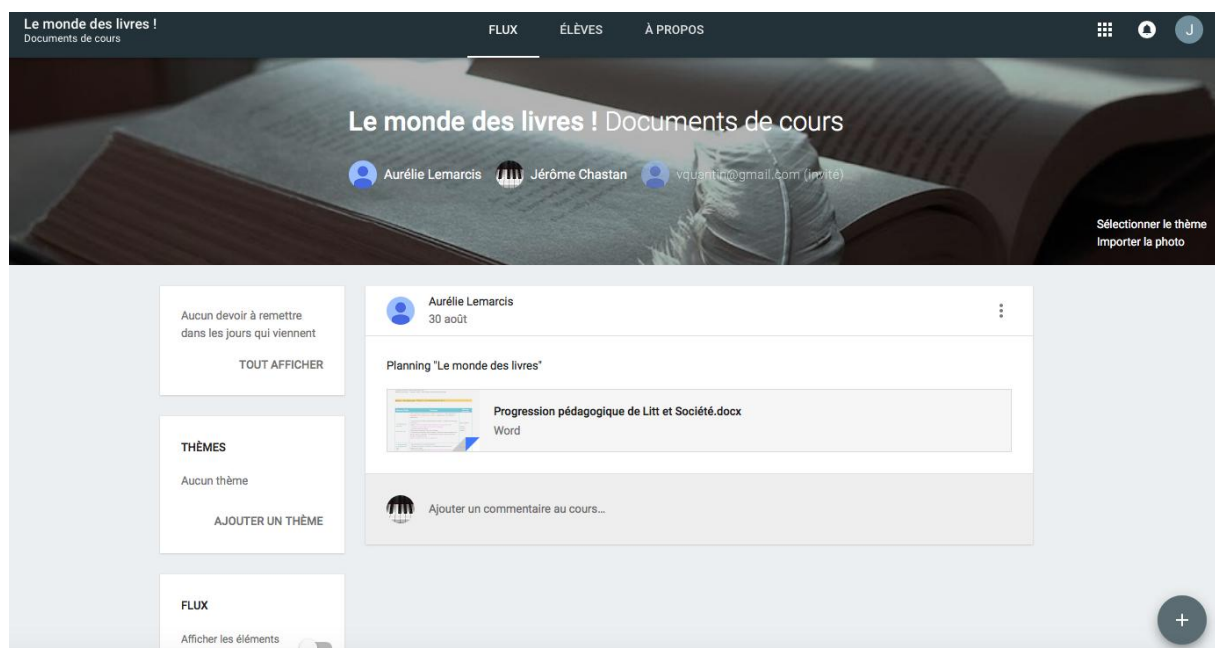 Le monde des livres !
Documents de cours
FLUX
ÉLÈVES
À PROPOS
J
Le monde des livres ! Documents de cours
Aurélie Lemarcis
Jérôme Chastan
vquantin@gmail.com (invité)
Sélectionner le thème
Importer la photo
Aucun devoir à remettre
dans les jours qui viennent
TOUT AFFICHER
THÈMES
Aucun thème
AJOUTER UN THÈME
FLUX
Afficher les éléments
Aurélie Lemarcis
30 août
Planning "Le monde des livres"
Progression pédagogique de Litt et Société.docx
Word
Ajouter un commentaire au cours...